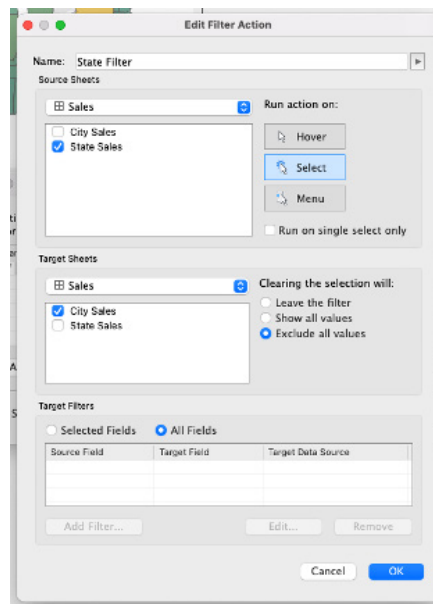 Edit Filter Action
Name: State Filter
Source Sheets
Sales
City Sales
State Sales
Run action on:
Hover
Select
Menu
Run on single select only
Target Sheets
Sales
City Sales
State Sales
Clearing the selection will:
Leave the filter
Show all values
Exclude all values
Target Filters
Selected Fields All Fields
Source Field Target Field Target Data Source
Add Filter... Edit... Remove
Cancel OK